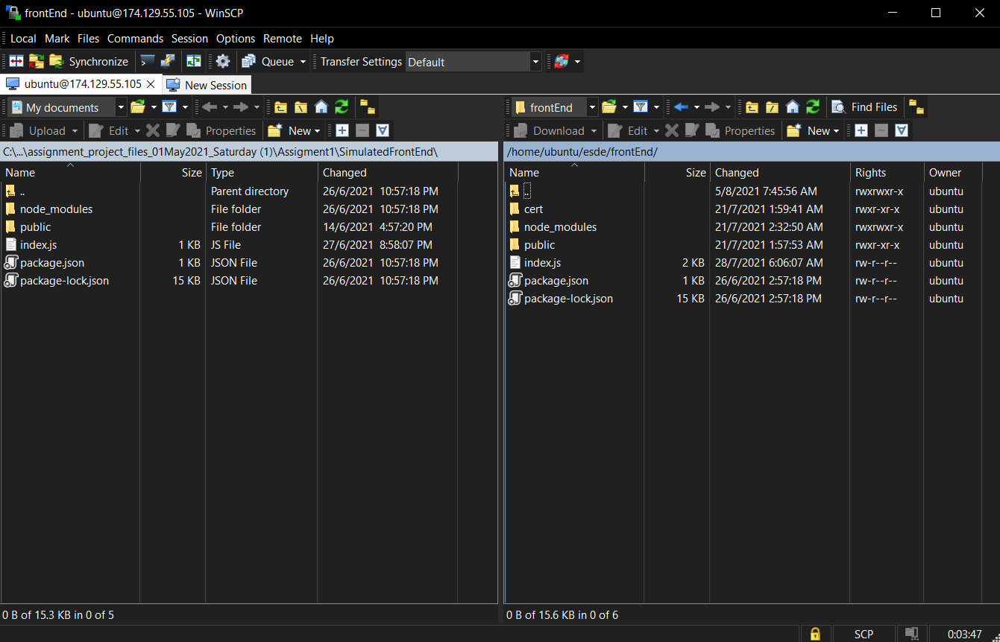 frontEnd - ubuntu@174.129.55.105 - WinSCP
Local Mark Files Commands Session Options Remote Help
Synchronize Queue Transfer Settings Default
ubuntu@174.129.55.105 New Session
My documents
Upload Edit Properties New
C:\...\assignment_project_files_01May2021_Saturday (1)\Assigment1\SimulatedFrontEnd\
Name Size Type Changed
.. Parent directory 26/6/2021 10:57:18 PM
node_modules File folder 26/6/2021 10:57:18 PM
public File folder 14/6/2021 4:57:20 PM
index.js 1 KB JS File 27/6/2021 8:58:07 PM
package.json 1 KB JSON File 26/6/2021 10:57:18 PM
package-lock.json 15 KB JSON File 26/6/2021 10:57:18 PM
0 B of 15.3 KB in 0 of 5
frontEnd Find Files
Download Edit Properties New
/home/ubuntu/esde/frontEnd/
Name Size Changed Rights Owner
.. 5/8/2021 7:45:56 AM rwxrwxr-x ubuntu
cert 21/7/2021 1:59:41 AM rwxr-xr-x ubuntu
node_modules 21/7/2021 2:32:50 AM rwxrwxr-x ubuntu
public 21/7/2021 1:57:53 AM rwxr-xr-x ubuntu
index.js 2 KB 28/7/2021 6:06:07 AM rw-r--r-- ubuntu
package.json 1 KB 26/6/2021 2:57:18 PM rw-r--r-- ubuntu
package-lock.json 15 KB 26/6/2021 2:57:18 PM rw-r--r-- ubuntu
0 B of 15.6 KB in 0 of 6
SCP 0:03:47